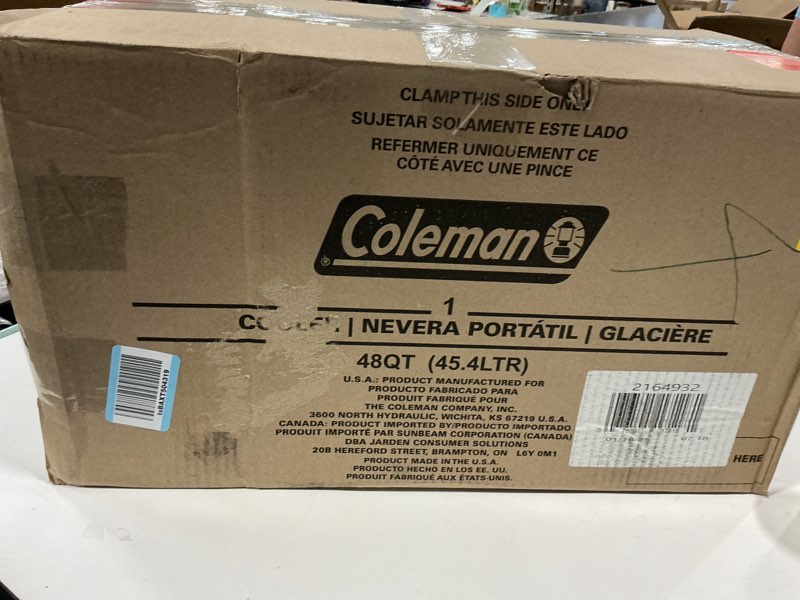 CLAMP THIS SIDE ONLY
SUJETAR SOLAMENTE ESTE LADO
REFERMER UNIQUEMENT CE
CÔTÉ AVEC UNE PINCE
Coleman
®
1
COOLER | NEVERA PORTÁTIL | GLACIÈRE
48QT (45.4LTR)
U.S.A.: PRODUCT MANUFACTURED FOR
PRODUCTO FABRICADO PARA
PRODUIT FABRIQUÉ POUR
THE COLEMAN COMPANY, INC.
3600 NORTH HYDRAULIC, WICHITA, KS 67219 U.S.A.
CANADA: PRODUCT IMPORTED BY/PRODUCTO IMPORTADO
PRODUIT IMPORTÉ PAR SUNBEAM CORPORATION (CANADA)
DBA JARDEN CONSUMER SOLUTIONS
20B HEREFORD STREET, BRAMPTON, ON L6Y 0M1
PRODUCT MADE IN THE U.S.A.
PRODUCTO HECHO EN LOS EE. UU.
PRODUIT FABRIQUÉ AUX ÉTATS-UNIS.
2164932
HERE